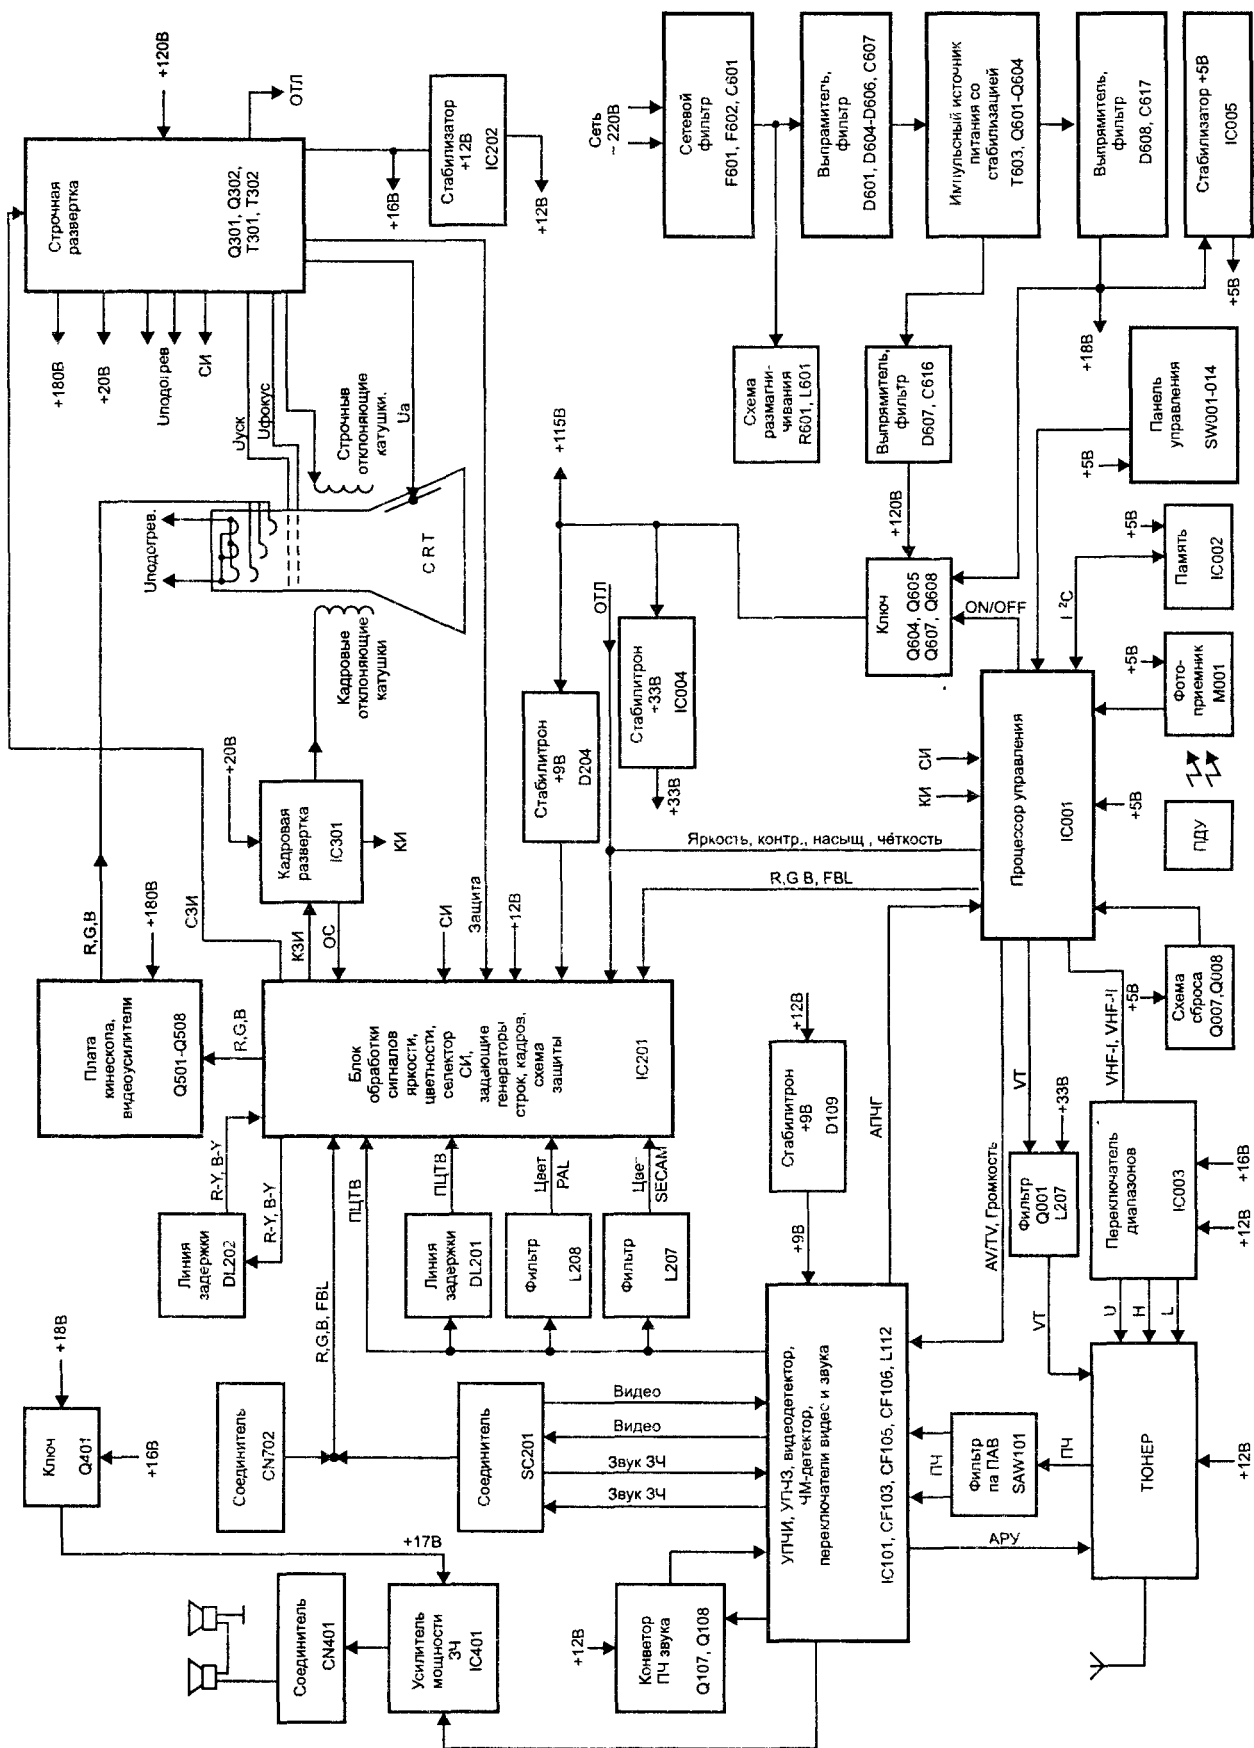 +120В
ОТЛ
Строчная
развертка
Q301, Q302,
T301, T302
+180В
+20В
Uподогрев
СИ
+16В
Стабилизатор
+12В
IC202
+12В
Uуск
Uфокус
Строчныв
отклоняющие
катушки.
Uа
Uподогрев.
CRT
Кадровые
отклоняющие
катушки
+20В
Кадровая
развертка
IC301
КИ
R,G,B
+180В
СЗИ
КЗИ
ОС
СИ
Защита
+12В
Плата
кинескопа,
видеоусилители
Q501-Q508
R,G,B
Блок
обработки
сигналов
яркости,
цветности,
селектор
СИ,
задающие
генераторы
строк, кадров,
схема
защиты
IC201
R-Y, B-Y
R-Y, B-Y
Линия
задержки
DL202
R,G,B, FBL
ПЦТВ
ПЦТВ
Цвет
PAL
SECAM
Линия
задержки
DL201
Фильтр
L208
Фильтр
L207
Сеть
~220В
Сетевой
фильтр
F601, F602, C601
Выпрамитель,
фильтр
D601, D604-D606, C607
Импульсный источник
питания со
стабилизацией
T603, Q601-Q604
Выпрямитель,
фильтр
D608, C617
Стабилизатор +5В
IC005
+5В
+18В
Схема
размагни-
чивания
R601, L601
Выпрямитель,
фильтр
D607, C616
+120В
+115В
Ключ
Q604, Q605
Q607, Q608
ON/OFF
ОТЛ
Стабилитрон
+9В
D204
Стабилитрон
+33В
IC004
+33В
Панель
управления
SW001-014
+5В
+5В
Память
IC002
I²C
+5В
Фото-
приемник
M001
ПДУ
СИ
КИ
Процессор управления
IC001
+5В
Яркость, контр., насыщ , чёткость
R,G B, FBL
+5В
Схема
сброса
Q007,Q008
+12В
Стабилитрон
+9В
D109
+9В
АПЧГ
AV/TV, Громкость
VT
+33В
Фильтр
Q001
L207
VT
VHF-I, VHF-II
Переключатель
диапазонов
IC003
+16В
+12В
U
H
L
ТЮНЕР
+12В
ПЧ
Фильтр
па ПАВ
SAW101
ПЧ
АРУ
УПЧИ, УПЧЗ, видеодетектор,
ЧМ-детектор,
переключатели видес и звука
IC101, CF103, CF105, CF106, L112
+18В
Ключ
Q401
+16В
Соединитель
CN702
Соединитель
SC201
Видео
Видео
Звук ЗЧ
Звук ЗЧ
+17В
Соединитель
CN401
Усилитель
мощности
ЗЧ
IC401
+12В
Конветор
ПЧ звука
Q107, Q108